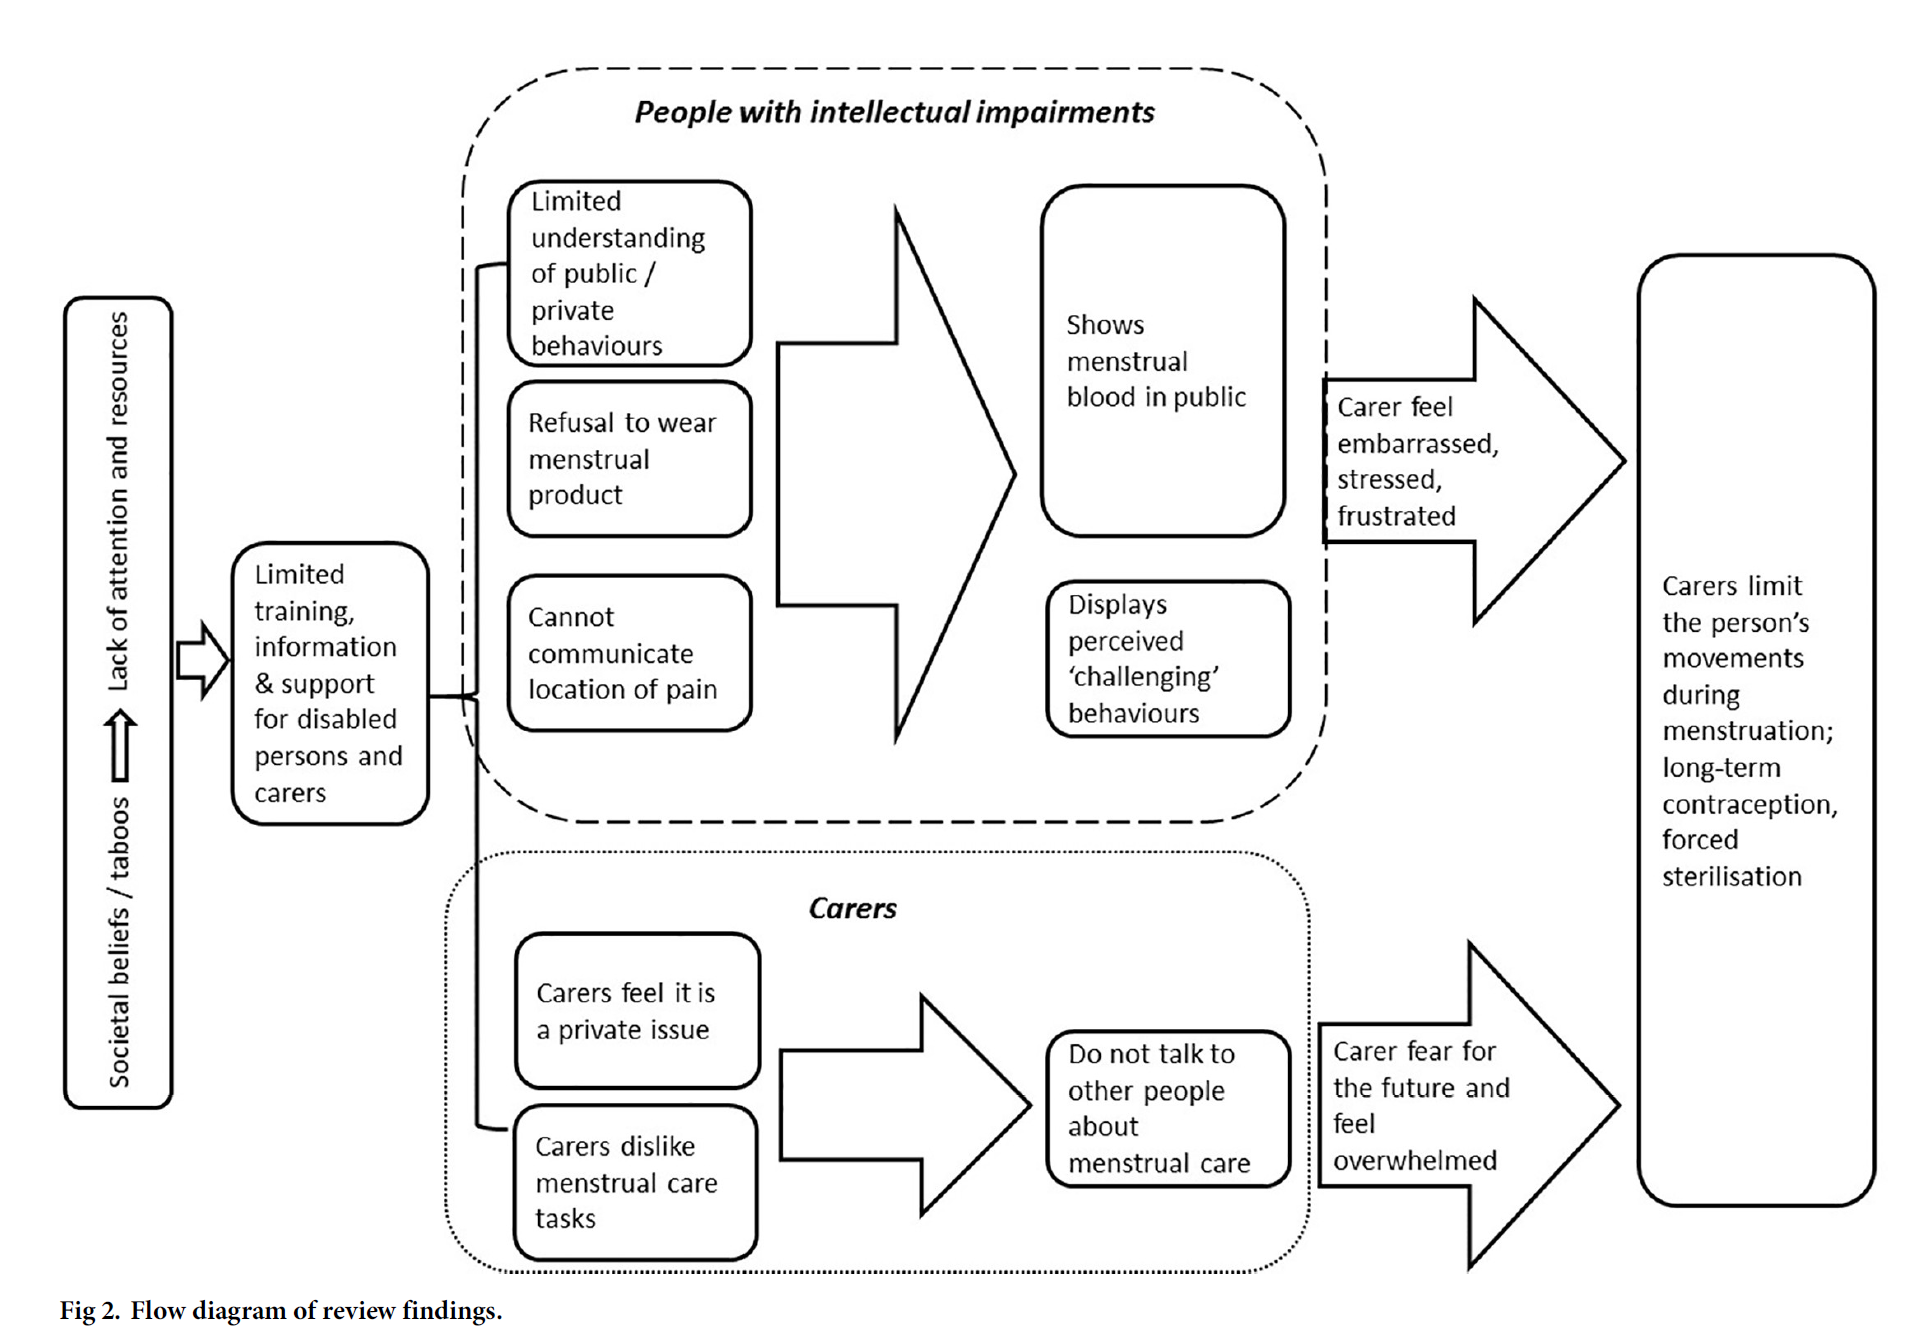 Societal beliefs / taboos
Lack of attention and resources
Limited
training,
information
& support
for disabled
persons and
carers
People with intellectual impairments
Limited
understanding
of public /
private
behaviours
Refusal to wear
menstrual
product
Cannot
communicate
location of pain
Shows
menstrual
blood in public
Displays
perceived
‘challenging’
behaviours
Carer feel
embarrassed,
stressed,
frustrated
Carers
Carers feel it is
a private issue
Carers dislike
menstrual care
tasks
Do not talk to
other people
about
menstrual care
Carer fear for
the future and
feel
overwhelmed
Carers limit
the person’s
movements
during
menstruation;
long-term
contraception,
forced
sterilisation
Fig 2. Flow diagram of review findings.